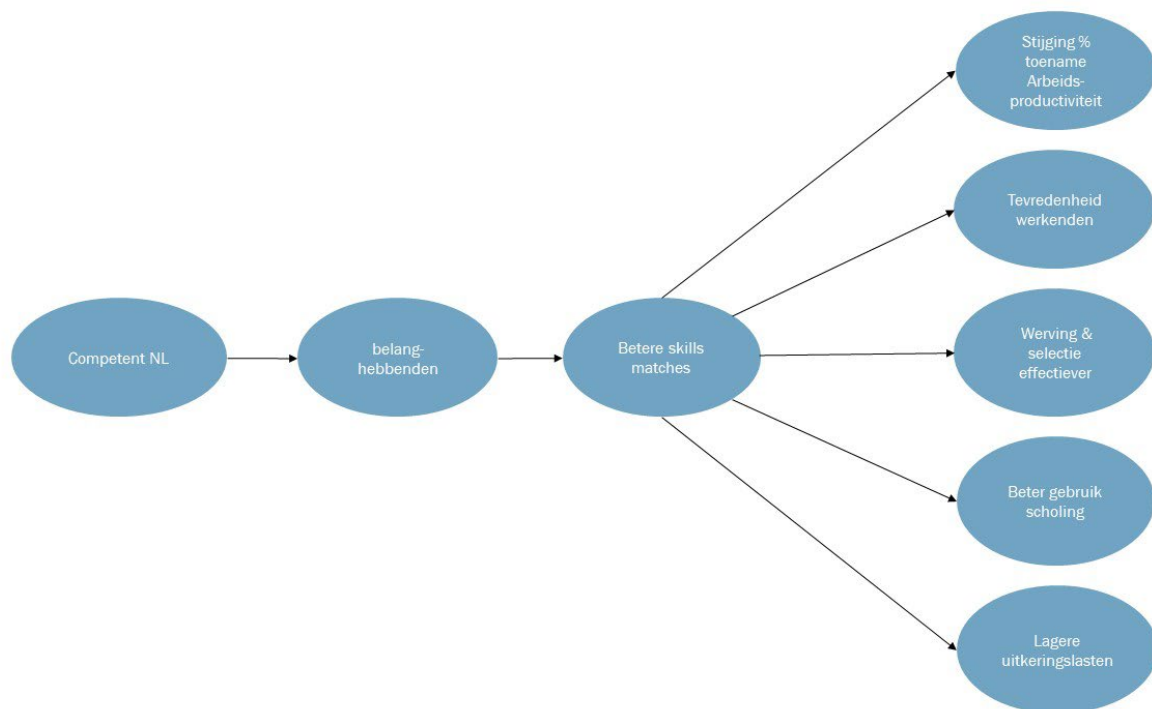 Competent NL
belang-
hebbenden
Betere skills
matches
Stijging %
toename
Arbeids-
productiviteit
Tevredenheid
werkenden
Werving &
selectie
effectiever
Beter gebruik
scholing
Lagere
uitkeringslasten